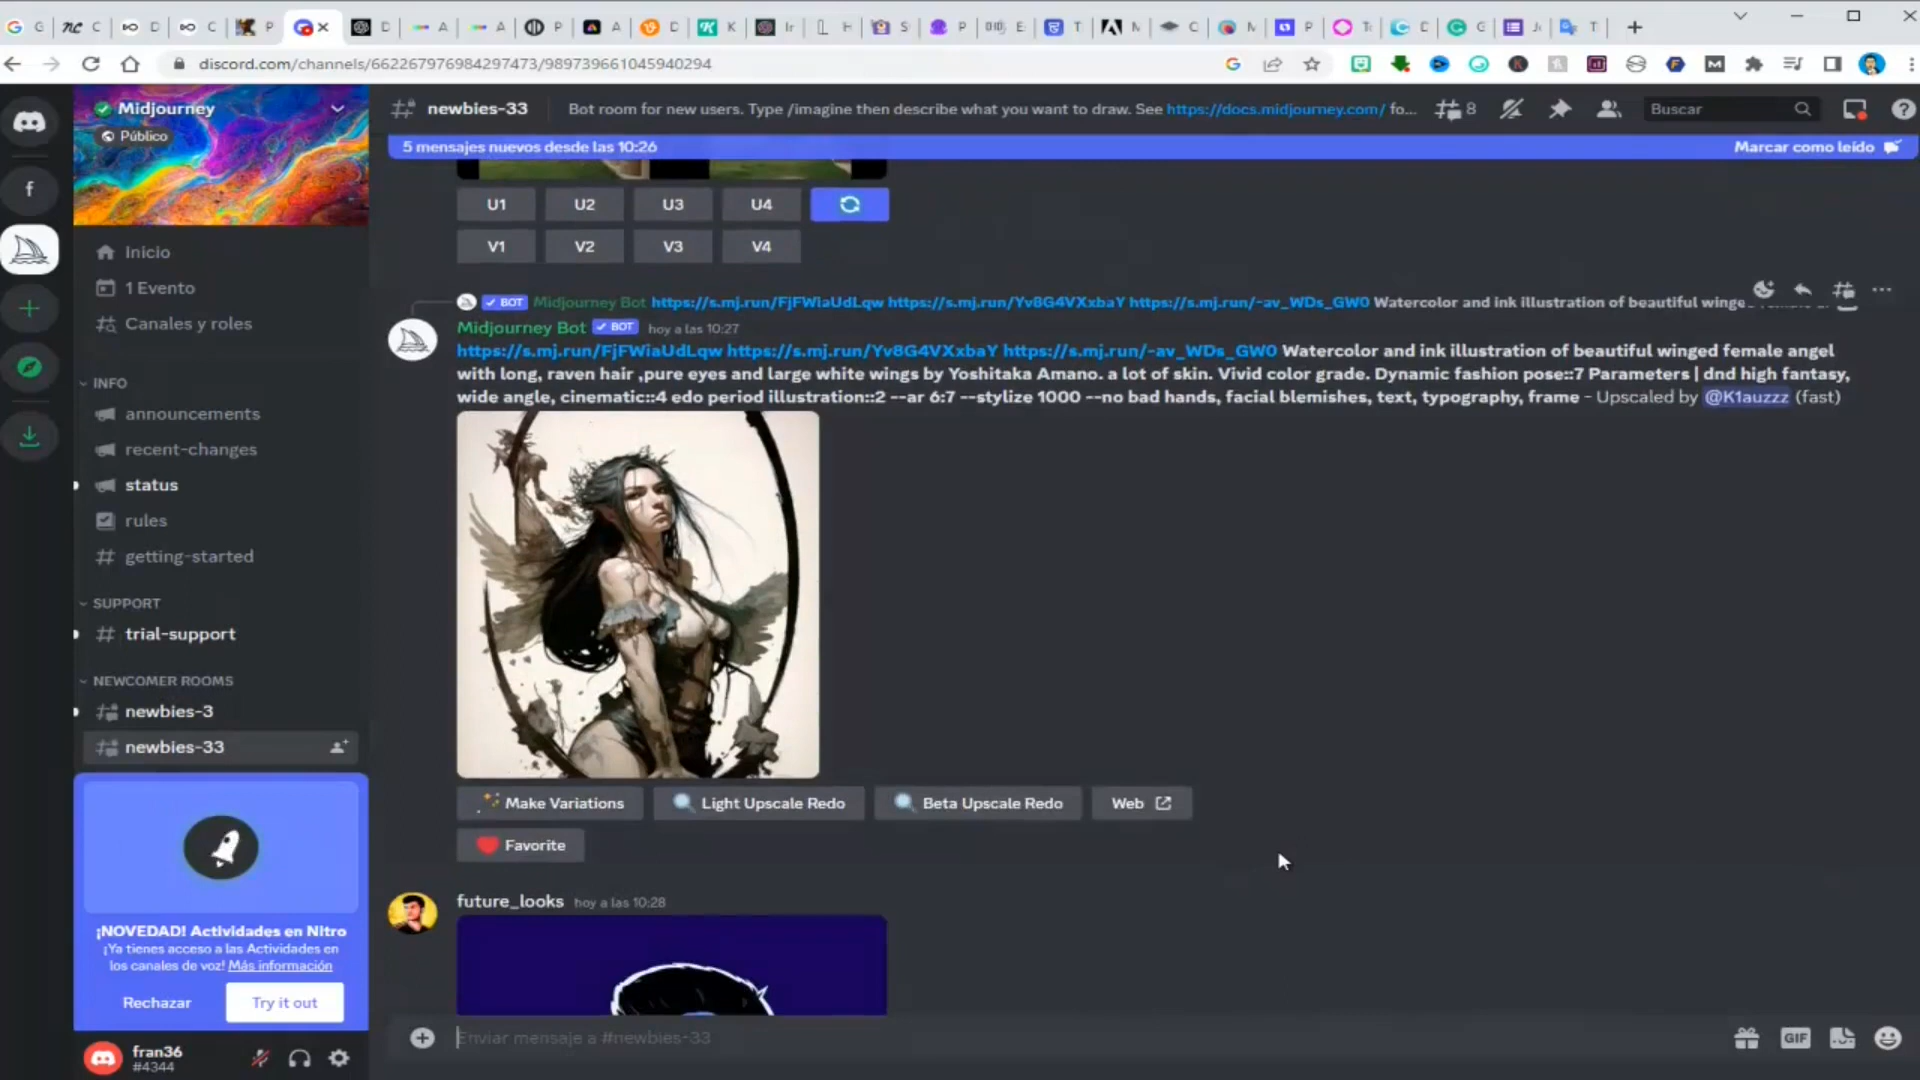 discord.com/channels/662267976984297473/989739661045940294
Midjourney
Público
Inicio
1 Evento
Canales y roles
INFO
announcements
recent-changes
status
rules
getting-started
SUPPORT
trial-support
NEWCOMER ROOMS
newbies-3
newbies-33
¡NOVEDAD! Actividades en Nitro
¡Ya tienes acceso a las Actividades en
los canales de voz! Más información
Rechazar
Try it out
fran36
#4344
newbies-33
Bot room for new users. Type /imagine then describe what you want to draw. See https://docs.midjourney.com/ fo...
8
Buscar
5 mensajes nuevos desde las 10:26
Marcar como leído
U1 U2 U3 U4
V1 V2 V3 V4
BOT Midjourney Bot https://s.mj.run/FjFWiaUdLqw https://s.mj.run/Yv8G4VXxbaY https://s.mj.run/-av_WDs_GW0 Watercolor and ink illustration of beautiful winge
Midjourney Bot BOT hoy a las 10:27
https://s.mj.run/FjFWiaUdLqw https://s.mj.run/Yv8G4VXxbaY https://s.mj.run/-av_WDs_GW0 Watercolor and ink illustration of beautiful winged female angel
with long, raven hair ,pure eyes and large white wings by Yoshitaka Amano. a lot of skin. Vivid color grade. Dynamic fashion pose::7 Parameters | dnd high fantasy,
wide angle, cinematic::4 edo period illustration::2 --ar 6:7 --stylize 1000 --no bad hands, facial blemishes, text, typography, frame - Upscaled by @K1auzzz (fast)
Make Variations
Light Upscale Redo
Beta Upscale Redo
Web
Favorite
future_looks hoy a las 10:28
Enviar mensaje a #newbies-33
GIF